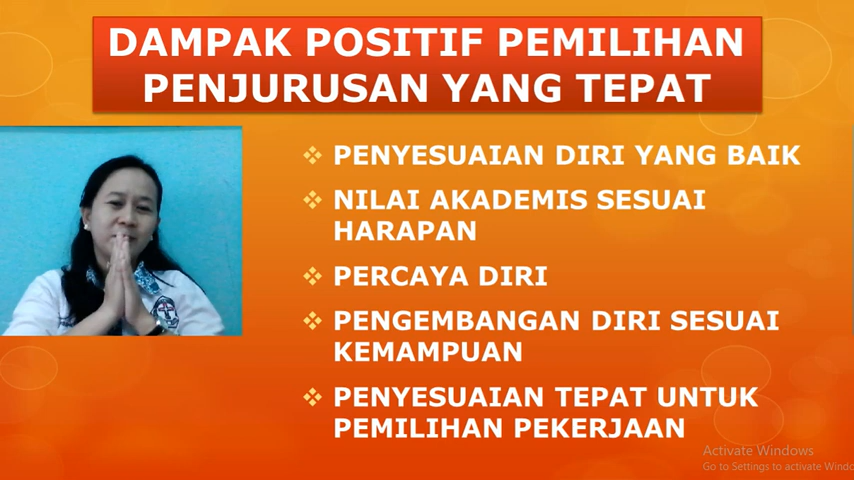 DAMPAK POSITIF PEMILIHAN
PENJURUSAN YANG TEPAT
PENYESUAIAN DIRI YANG BAIK
NILAI AKADEMIS SESUAI
HARAPAN
PERCAYA DIRI
PENGEMBANGAN DIRI SESUAI
KEMAMPUAN
PENYESUAIAN TEPAT UNTUK
PEMILIHAN PEKERJAAN
Activate Windows
Go to Settings to activate Windo